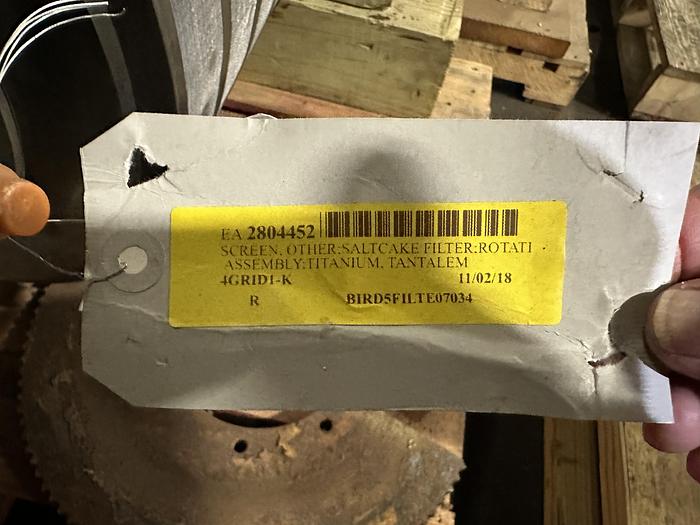 EA 2804452
SCREEN, OTHER:SALTCAKE FILTER:ROTATI
ASSEMBLY:TITANIUM, TANTALEM
4GRID1-K 11/02/18
R BIRD5FILTE07034